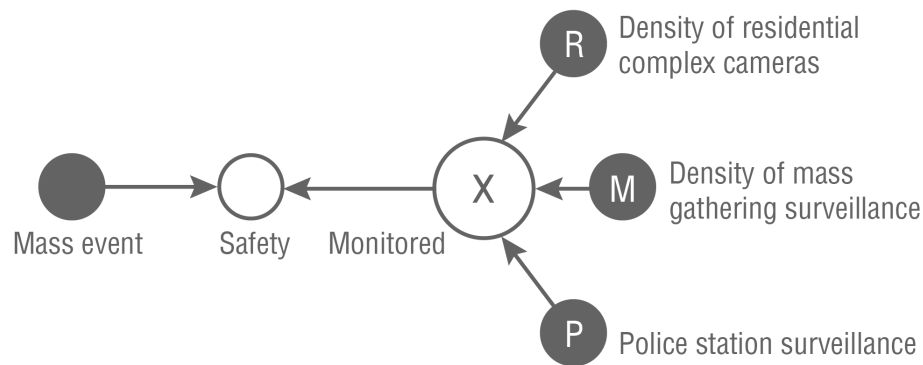 R
Density of residential
complex cameras
X
M
Density of mass
gathering surveillance
Mass event
Safety
Monitored
P
Police station surveillance